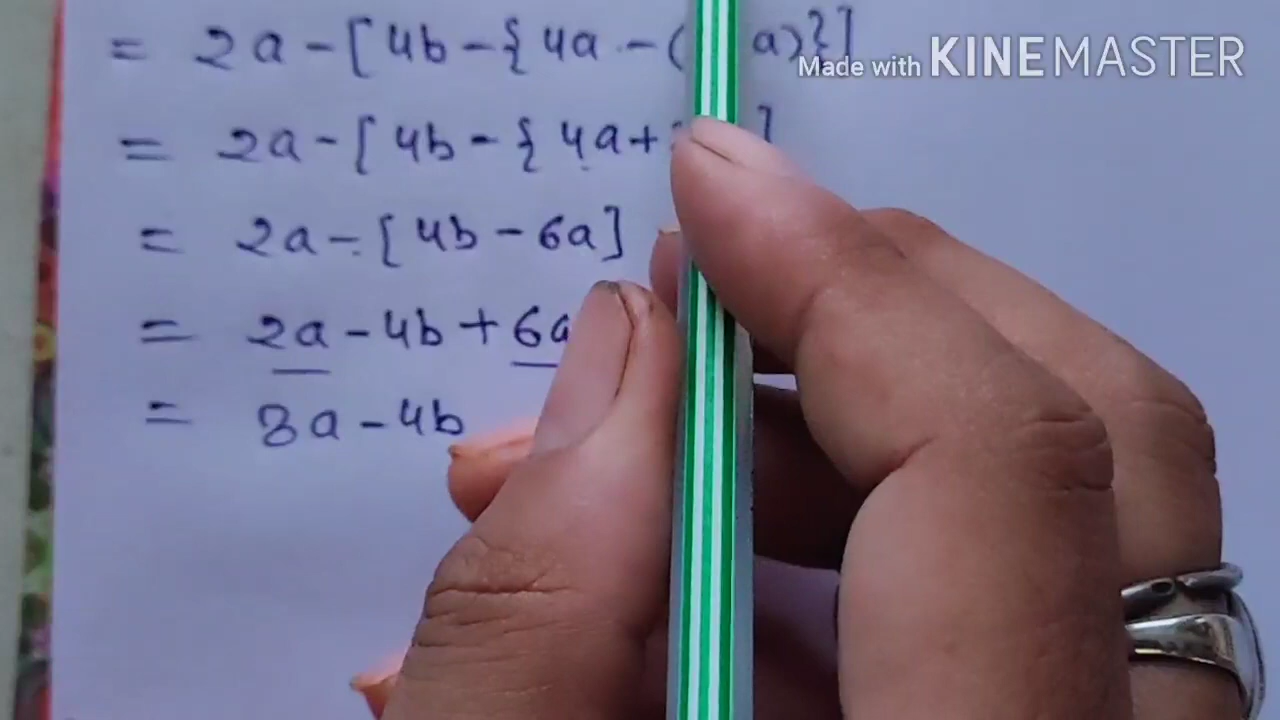 = 2a - [ 4b - { 4a - ( a ) } ]
Made with KINEMASTER
= 2a - [ 4b - { 4a + ]
= 2a - [ 4b - 6a ]
= 2a - 4b + 6a
= 8a - 4b